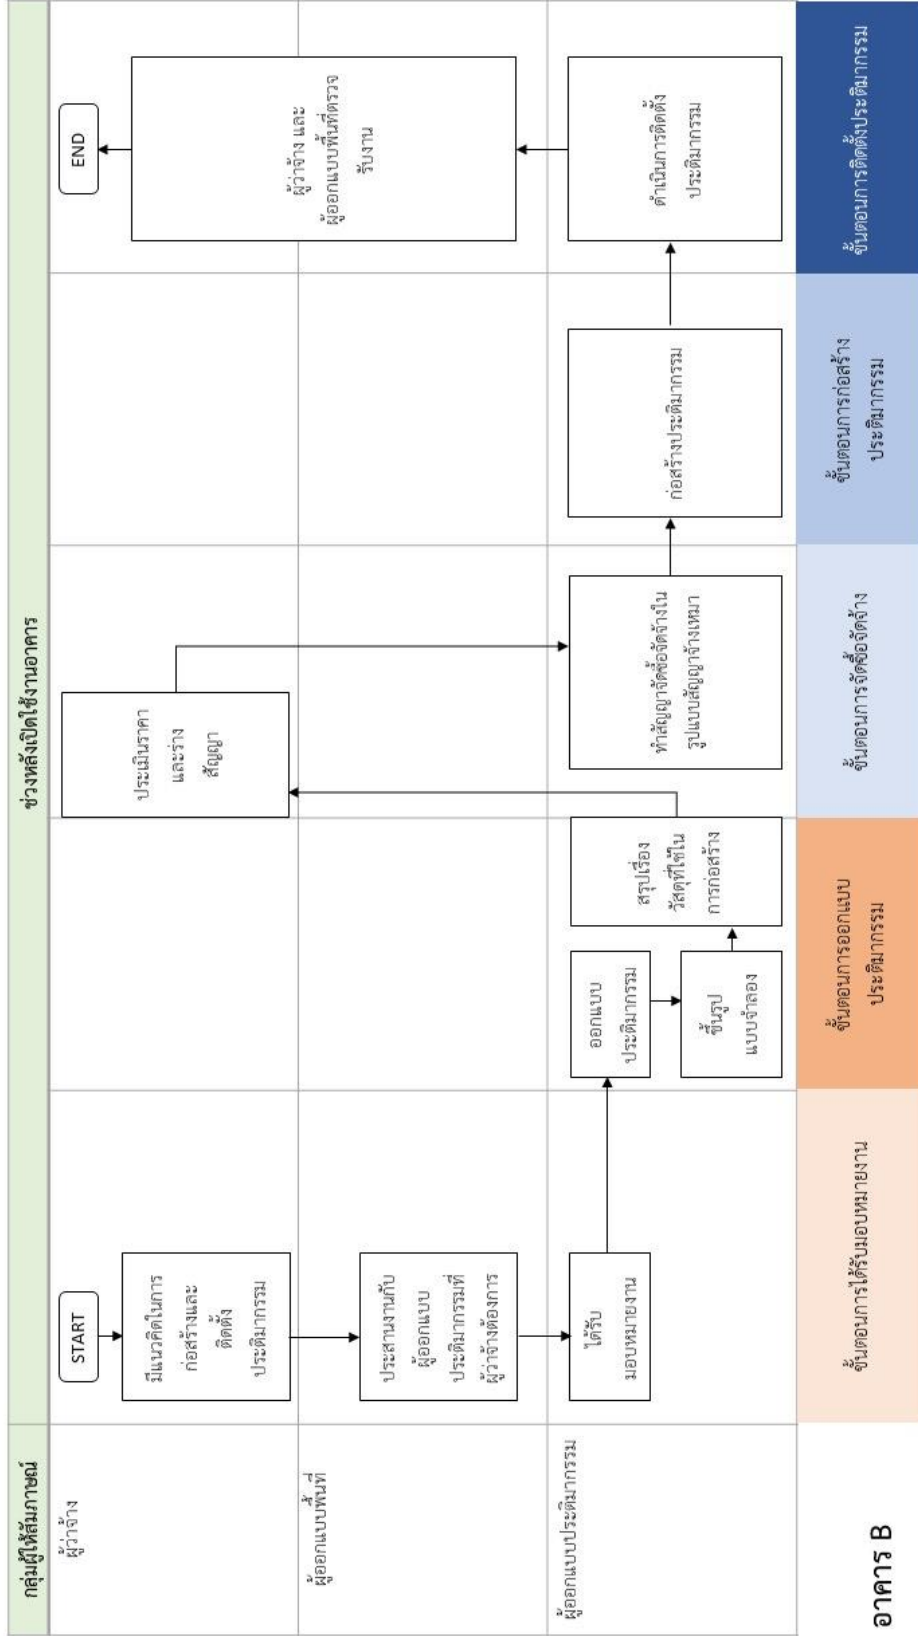 กลุ่มผู้ให้สัมภาษณ์
ช่วงหลังเปิดใช้งานอาคาร
ผู้ว่าจ้าง
START
มีแนวคิดในการ
ก่อสร้างและ
ติดตั้ง
ประติมากรรม
ประเมินราคา
และร่าง
สัญญา
END
ผู้ว่าจ้าง และ
ผู้ออกแบบพื้นที่ตรวจ
รับงาน
ผู้ออกแบบพื้นที่
ประสานงานกับ
ผู้ออกแบบ
ประติมากรรมที่
ผู้ว่าจ้างต้องการ
ผู้ออกแบบประติมากรรม
ได้รับ
มอบหมายงาน
ออกแบบ
ประติมากรรม
ขึ้นรูป
แบบจำลอง
สรุปเรื่อง
วัสดุที่ใช้ใน
การก่อสร้าง
ทำสัญญาจัดซื้อจัดจ้างใน
รูปแบบสัญญาจ้างเหมา
ก่อสร้างประติมากรรม
ดำเนินการติดตั้ง
ประติมากรรม
อาคาร B
ขั้นตอนการได้รับมอบหมายงาน
ขั้นตอนการออกแบบ
ประติมากรรม
ขั้นตอนการจัดซื้อจัดจ้าง
ขั้นตอนการก่อสร้าง
ประติมากรรม
ขั้นตอนการติดตั้งประติมากรรม